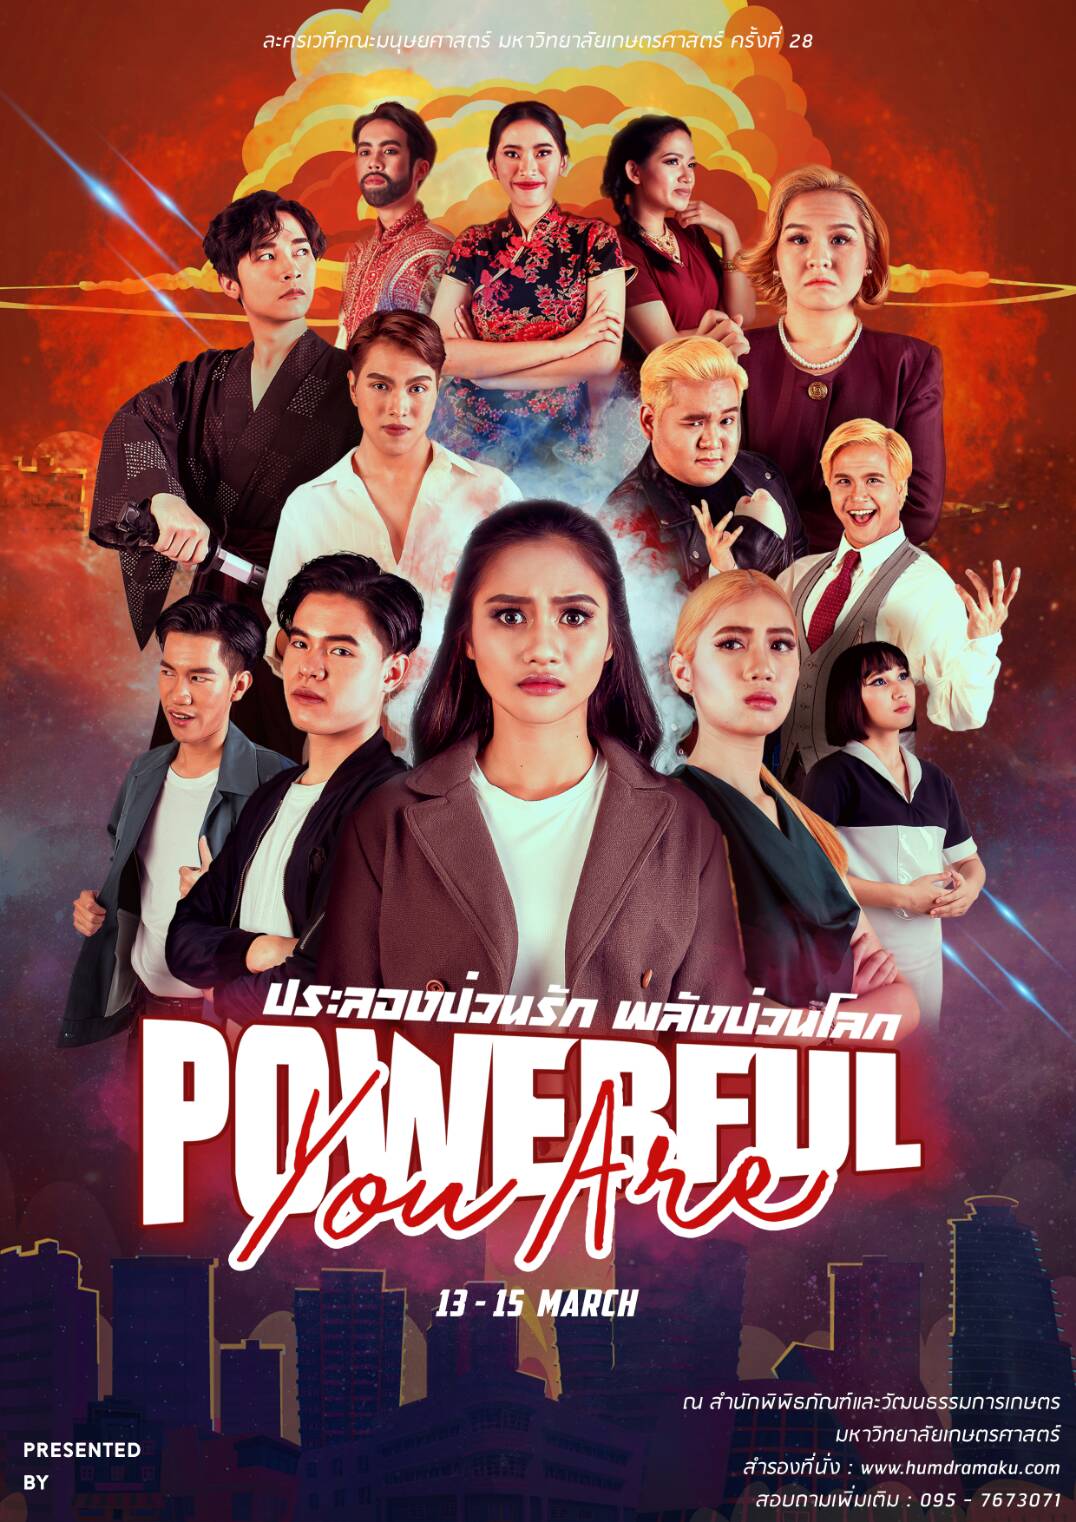 ละครเวทีคณะมนุษยศาสตร์ มหาวิทยาลัยเกษตรศาสตร์ ครั้งที่ 28
ประลองป่วนรัก พลังป่วนโลก
POWERFUL
You Are
13 - 15 MARCH
ณ สำนักพิพิธภัณฑ์และวัฒนธรรมการเกษตร
มหาวิทยาลัยเกษตรศาสตร์
สำรองที่นั่ง : www.humdramaku.com
สอบถามเพิ่มเติม : 095 - 7673071
PRESENTED
BY